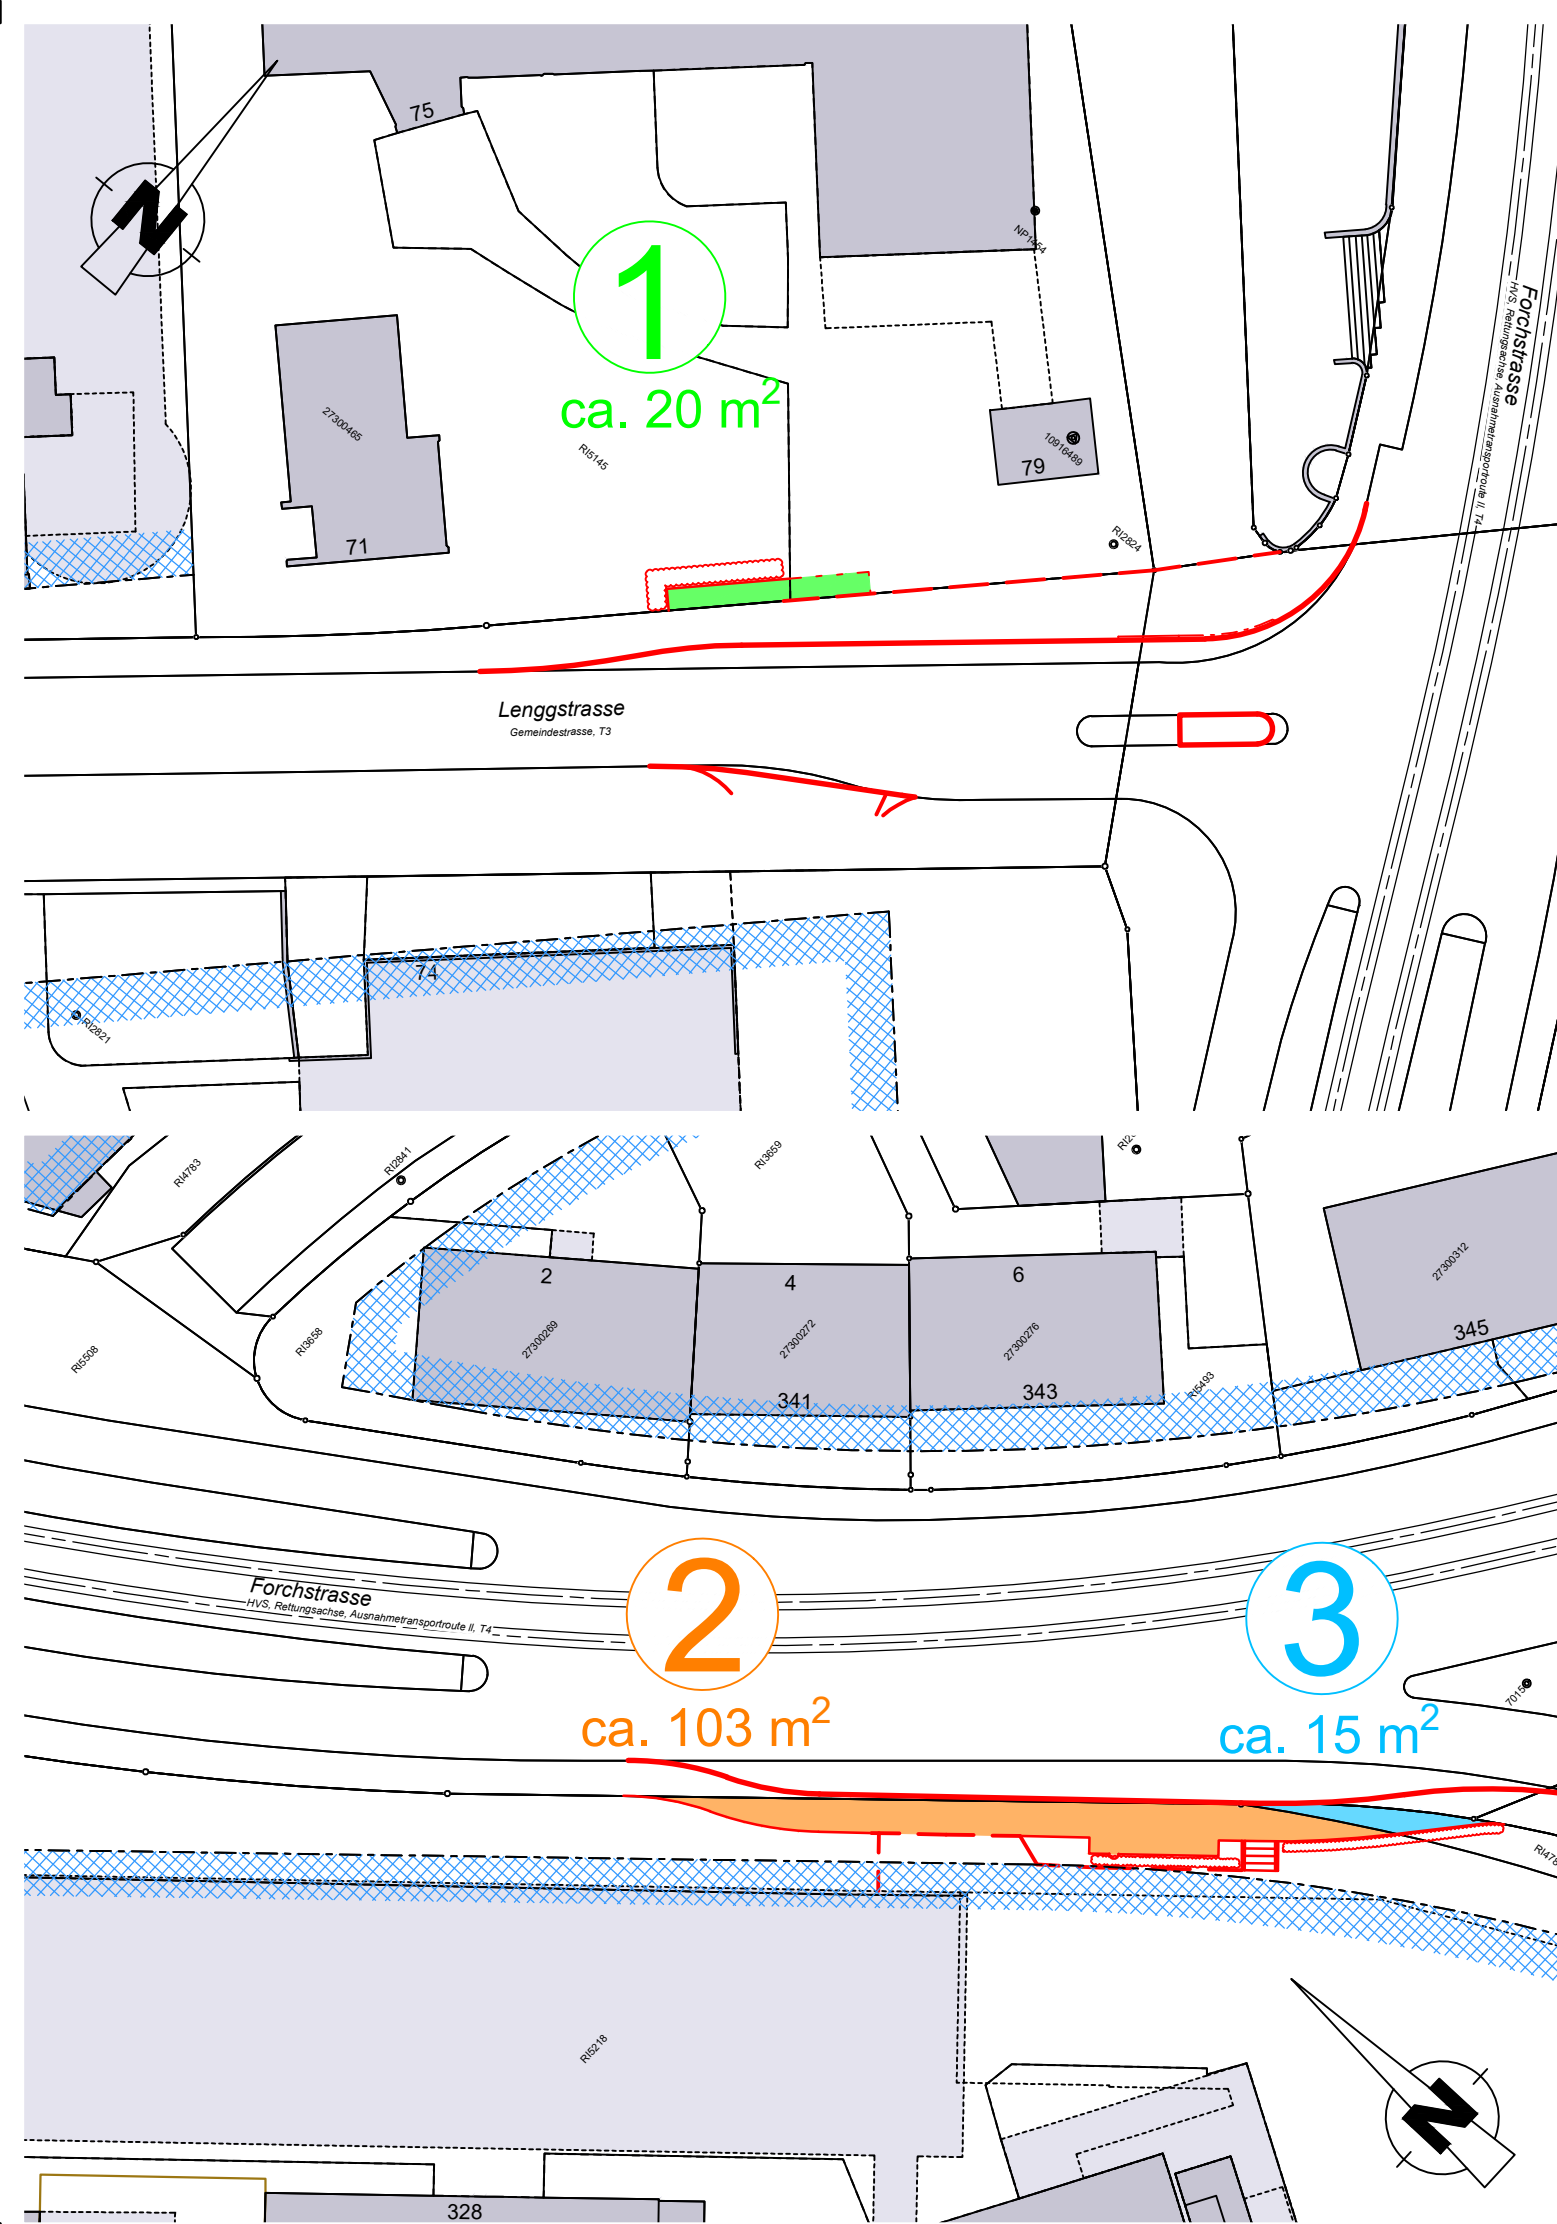 75
N
1
ca. 20 m²
NP1454
Forchstrasse
HVS, Rettungsachse, Ausnahmetransportroute II, T4
27300465
RI5145
10916489
79
71
RI2824
Lenggstrasse
Gemeindestrasse, T3
74
RI2821
RI4783
RI2841
RI3659
2
4
6
27300312
27300269
27300272
27300276
RI3658
RI5508
345
RI5493
341
343
Forchstrasse
HVS, Rettungsachse, Ausnahmetransportroute II, T4
2
ca. 103 m²
3
ca. 15 m²
RI5218
N
328